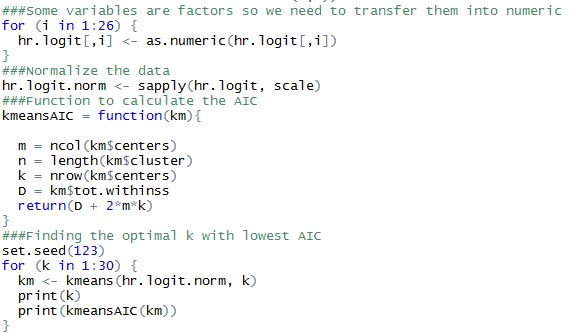 ###Some variables are factors so we need to transfer them into numeric
for (i in 1:26) {
  hr.logit[,i] <- as.numeric(hr.logit[,i])
}
###Normalize the data
hr.logit.norm <- sapply(hr.logit, scale)
###Function to calculate the AIC
kmeansAIC = function(km){

  m = ncol(km$centers)
  n = length(km$cluster)
  k = nrow(km$centers)
  D = km$tot.withinss
  return(D + 2*m*k)
}
###Finding the optimal k with lowest AIC
set.seed(123)
for (k in 1:30) {
  km <- kmeans(hr.logit.norm, k)
  print(k)
  print(kmeansAIC(km))
}